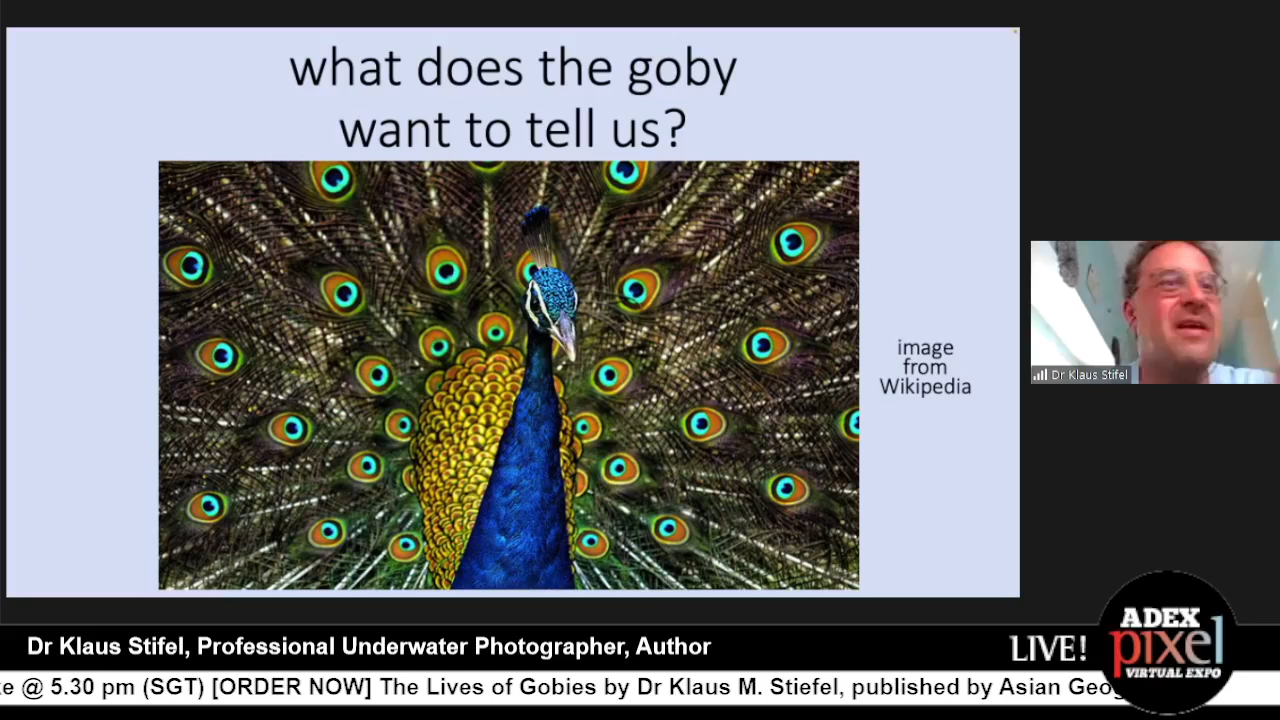 what does the goby
want to tell us?
image
from
Wikipedia
Dr Klaus Stifel
Dr Klaus Stifel, Professional Underwater Photographer, Author
LIVE!
ADEX
pixel
VIRTUAL EXPO
@ 5.30 pm (SGT) [ORDER NOW] The Lives of Gobies by Dr Klaus M. Stiefel, published by Asian